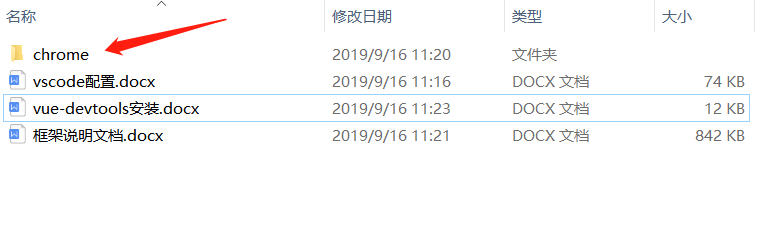 名称 修改日期 类型 大小
chrome 2019/9/16 11:20 文件夹
vscode配置.docx 2019/9/16 11:16 DOCX 文档 74 KB
vue-devtools安装.docx 2019/9/16 11:23 DOCX 文档 12 KB
框架说明文档.docx 2019/9/16 11:21 DOCX 文档 842 KB